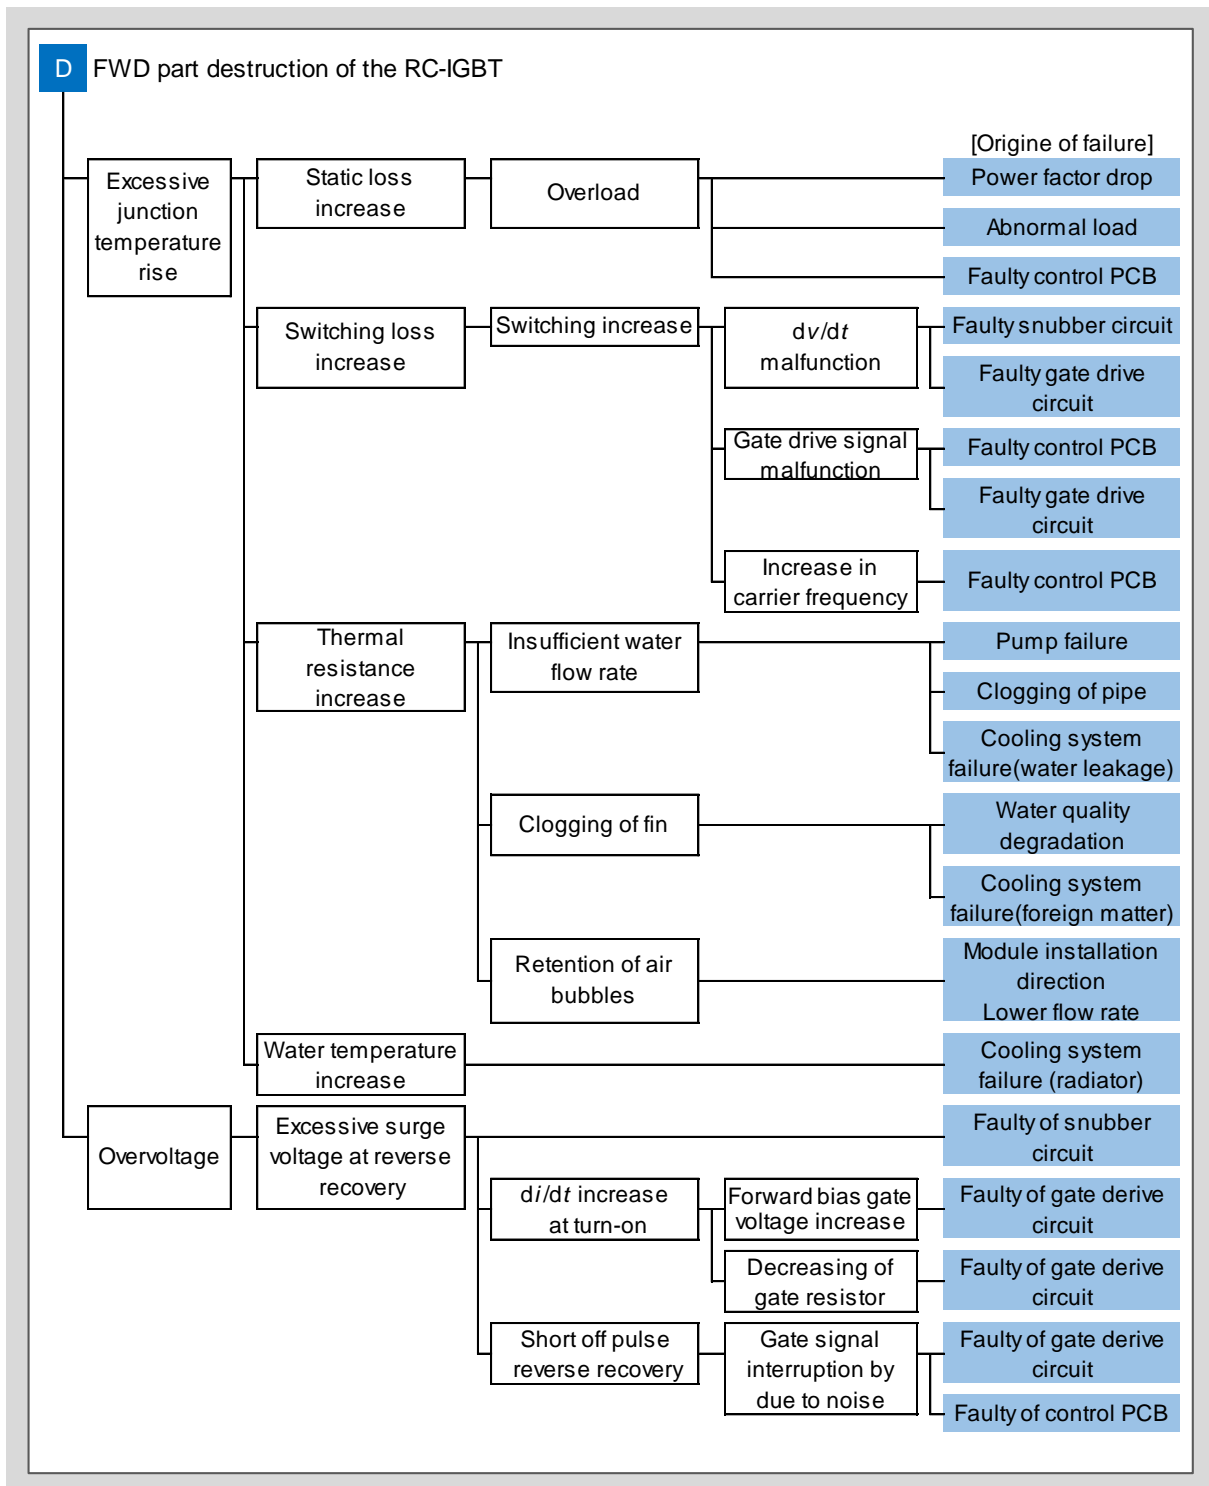 D FWD part destruction of the RC-IGBT
[Origine of failure]
Excessive
junction
temperature
rise
Static loss
increase
Overload
Power factor drop
Abnormal load
Faulty control PCB
Switching loss
increase
Switching increase
dv/dt
malfunction
Faulty snubber circuit
Faulty gate drive
circuit
Gate drive signal
malfunction
Faulty control PCB
Faulty gate drive
circuit
Increase in
carrier frequency
Faulty control PCB
Thermal
resistance
increase
Insufficient water
flow rate
Pump failure
Clogging of pipe
Cooling system
failure(water leakage)
Clogging of fin
Water quality
degradation
Cooling system
failure(foreign matter)
Retention of air
bubbles
Module installation
direction
Lower flow rate
Water temperature
increase
Cooling system
failure (radiator)
Overvoltage
Excessive surge
voltage at reverse
recovery
Faulty of snubber
circuit
di/dt increase
at turn-on
Forward bias gate
voltage increase
Faulty of gate derive
circuit
Decreasing of
gate resistor
Faulty of gate derive
circuit
Short off pulse
reverse recovery
Gate signal
interruption by
due to noise
Faulty of gate derive
circuit
Faulty of control PCB